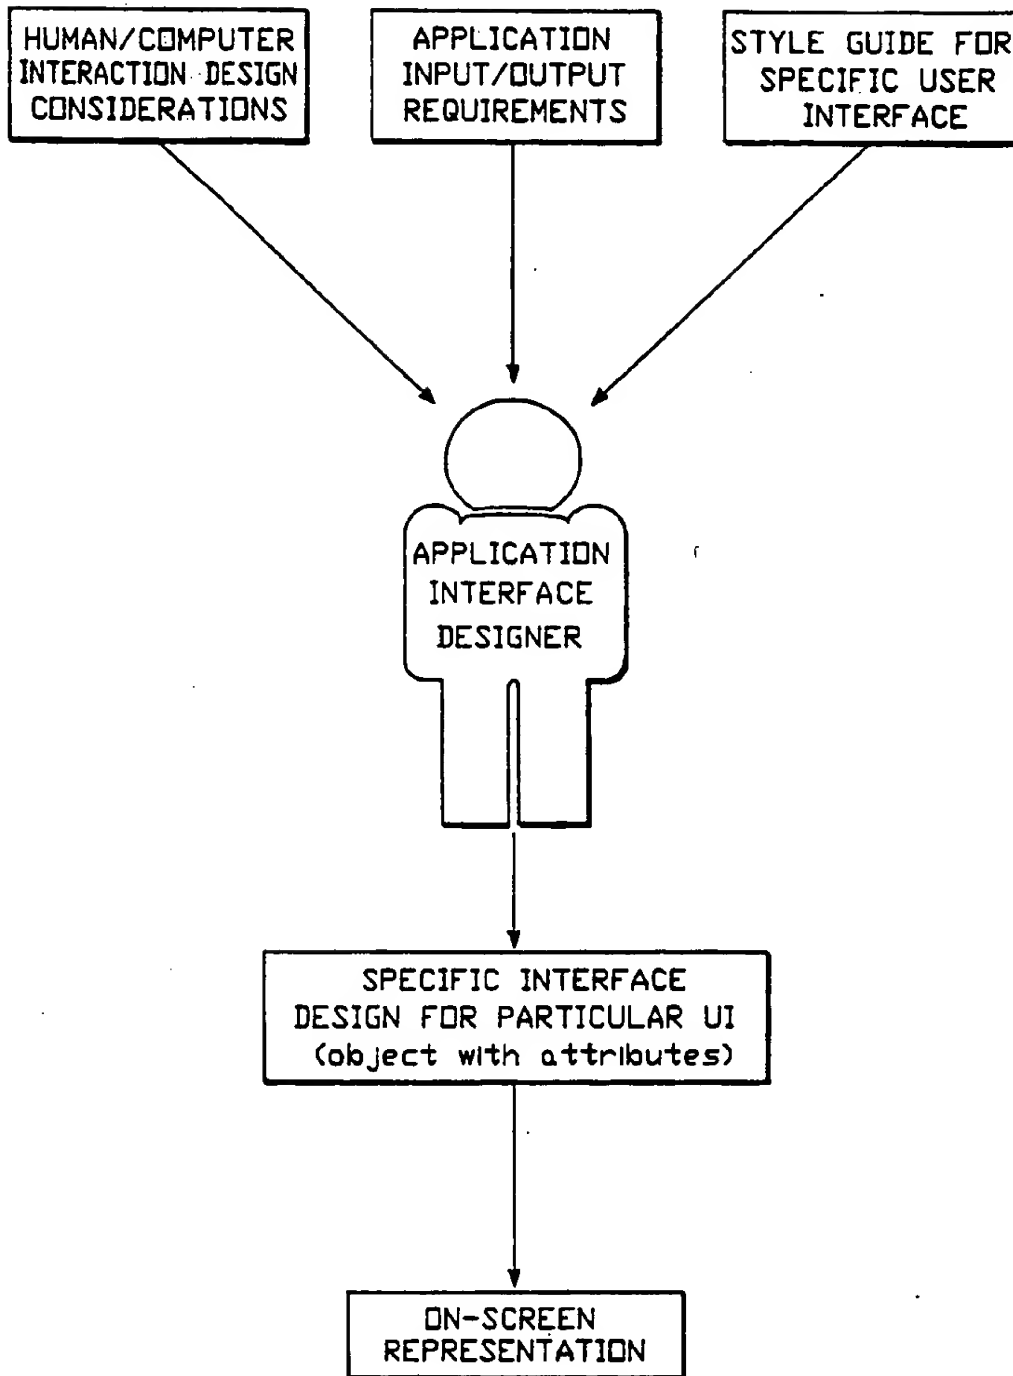 HUMAN/COMPUTER
INTERACTION DESIGN
CONSIDERATIONS
APPLICATION
INPUT/OUTPUT
REQUIREMENTS
STYLE GUIDE FOR
SPECIFIC USER
INTERFACE
APPLICATION
INTERFACE
DESIGNER
SPECIFIC INTERFACE
DESIGN FOR PARTICULAR UI
(object with attributes)
ON-SCREEN
REPRESENTATION